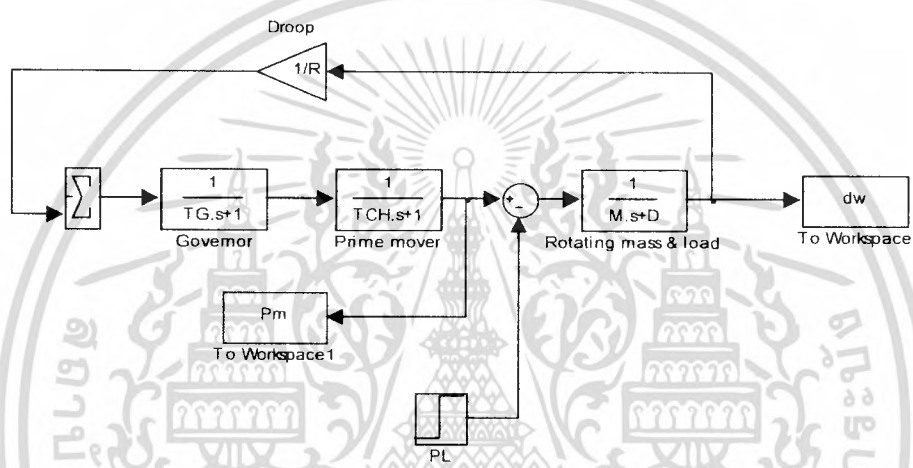 Droop
1/R
1
TG.s+1
Governor
1
TCH.s+1
Prime mover
+
-
1
M.s+D
Rotating mass & load
dw
To Workspace
Pm
To Workspace1
PL